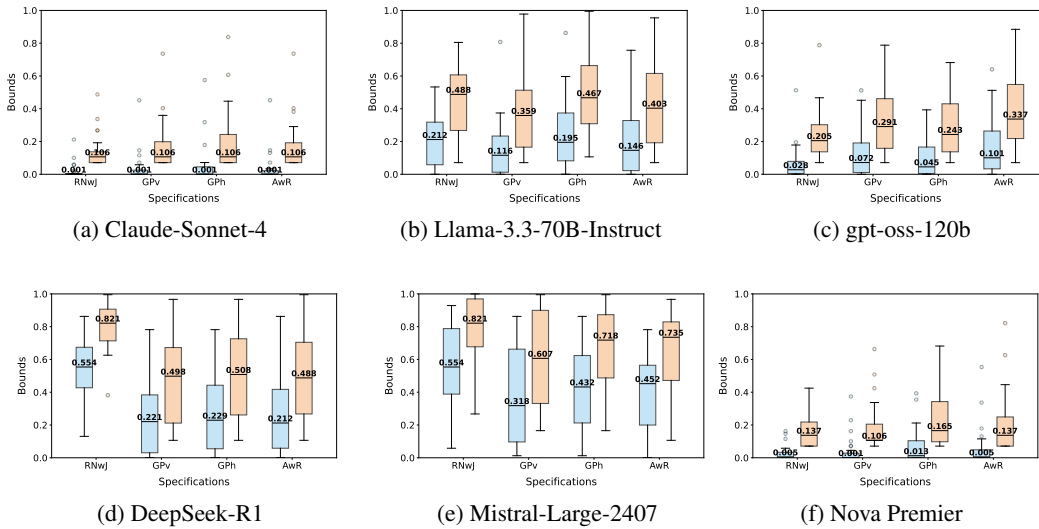 1.0
0.8
0.6
0.4
0.2
0.0
Bounds
0.001 0.106 0.001 0.106 0.001 0.106 0.001 0.106
RNwJ GPv GPh AwR
Specifications
(a) Claude-Sonnet-4
1.0
0.8
0.6
0.4
0.2
0.0
Bounds
0.212 0.488 0.116 0.359 0.195 0.467 0.146 0.403
RNwJ GPv GPh AwR
Specifications
(b) Llama-3.3-70B-Instruct
1.0
0.8
0.6
0.4
0.2
0.0
Bounds
0.028 0.205 0.072 0.291 0.045 0.243 0.101 0.337
RNwJ GPv GPh AwR
Specifications
(c) gpt-oss-120b
1.0
0.8
0.6
0.4
0.2
0.0
Bounds
0.554 0.821 0.221 0.498 0.229 0.508 0.212 0.488
RNwJ GPv GPh AwR
Specifications
(d) DeepSeek-R1
1.0
0.8
0.6
0.4
0.2
0.0
Bounds
0.554 0.821 0.318 0.607 0.432 0.718 0.452 0.735
RNwJ GPv GPh AwR
Specifications
(e) Mistral-Large-2407
1.0
0.8
0.6
0.4
0.2
0.0
Bounds
0.005 0.137 0.001 0.106 0.013 0.165 0.005 0.137
RNwJ GPv GPh AwR
Specifications
(f) Nova Premier